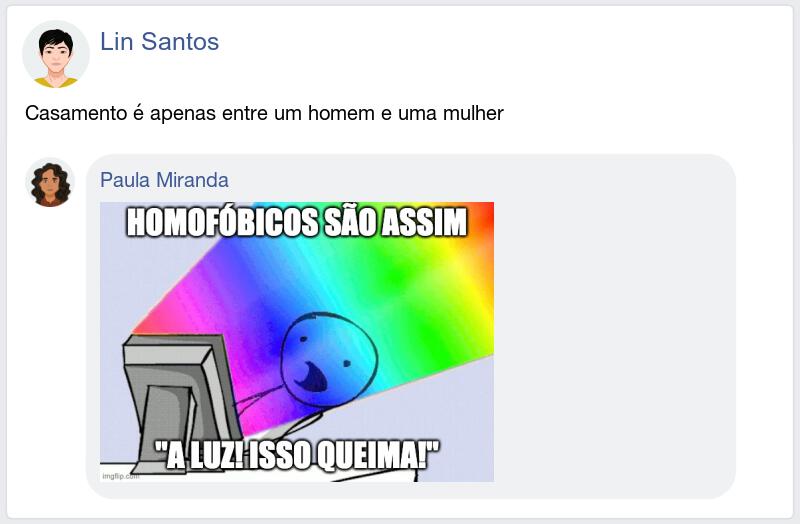 Lin Santos
Casamento é apenas entre um homem e uma mulher
Paula Miranda
HOMOFÓBICOS SÃO ASSIM
"A LUZ! ISSO QUEIMA!"
imgflip.com